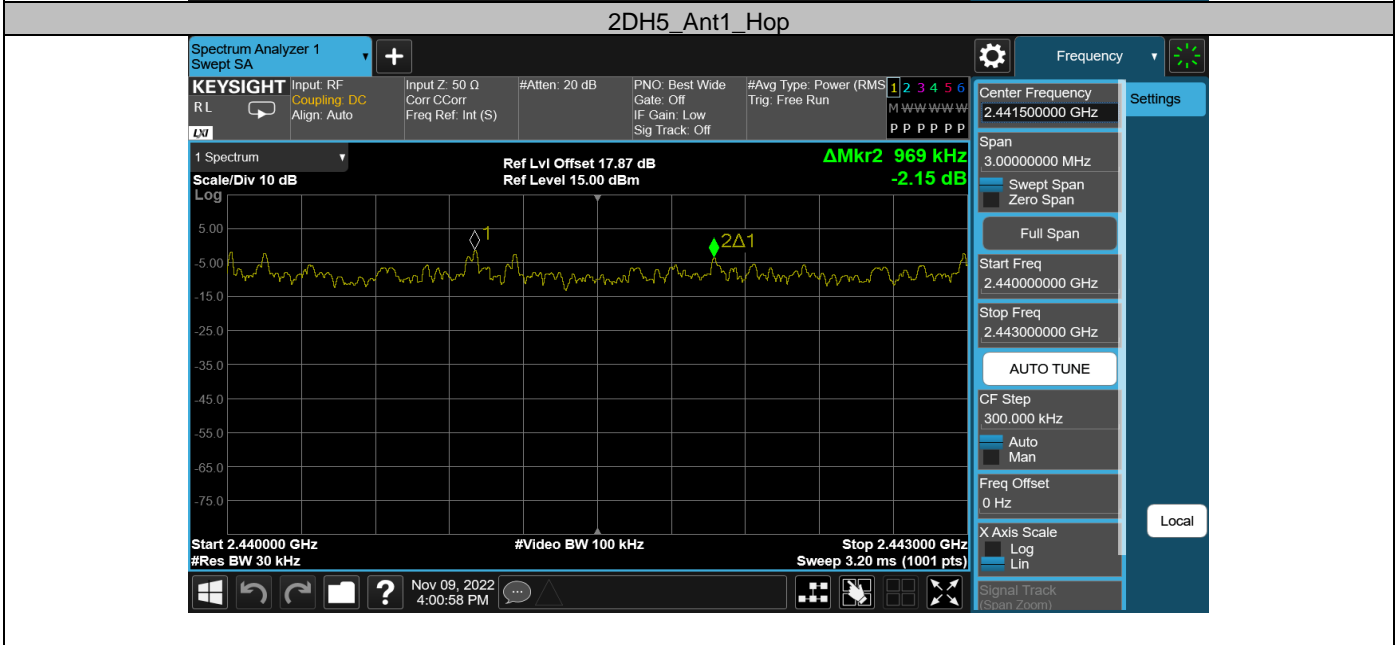 2DH5_Ant1_Hop
Spectrum Analyzer 1
Swept SA
Frequency
KEYSIGHT
RL
LXI
Input: RF
Coupling: DC
Align: Auto
Input Z: 50 Ω
Corr CCorr
Freq Ref: Int (S)
#Atten: 20 dB
PNO: Best Wide
Gate: Off
IF Gain: Low
Sig Track: Off
#Avg Type: Power (RMS
Trig: Free Run
1 2 3 4 5 6
M W W W W W
P P P P P P
1 Spectrum
Scale/Div 10 dB
Ref Lvl Offset 17.87 dB
Ref Level 15.00 dBm
ΔMkr2 969 kHz
-2.15 dB
Log
5.00
-5.00
-15.0
-25.0
-35.0
-45.0
-55.0
-65.0
-75.0
1
2Δ1
Start 2.440000 GHz
#Res BW 30 kHz
#Video BW 100 kHz
Stop 2.443000 GHz
Sweep 3.20 ms (1001 pts)
Center Frequency
2.441500000 GHz
Span
3.00000000 MHz
Swept Span
Zero Span
Full Span
Start Freq
2.440000000 GHz
Stop Freq
2.443000000 GHz
AUTO TUNE
CF Step
300.000 kHz
Auto
Man
Freq Offset
0 Hz
X Axis Scale
Log
Lin
Signal Track
(Span Zoom)
Settings
Local
?
Nov 09, 2022
4:00:58 PM